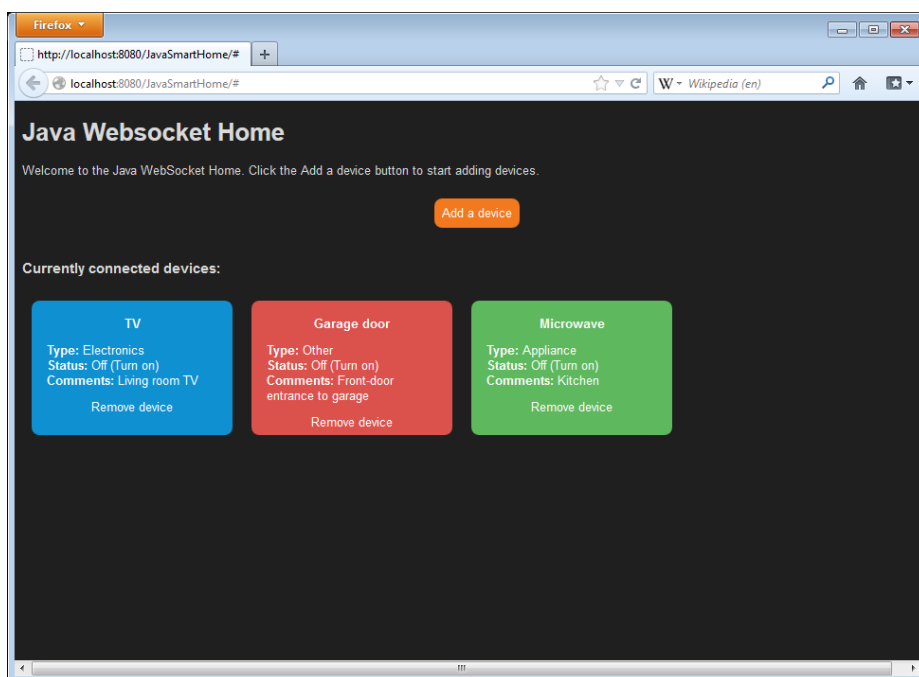 Firefox
http://localhost:8080/JavaSmartHome/#
+
localhost:8080/JavaSmartHome/#
W Wikipedia (en)
Java Websocket Home
Welcome to the Java WebSocket Home. Click the Add a device button to start adding devices.
Add a device
Currently connected devices:
TV
Type: Electronics
Status: Off (Turn on)
Comments: Living room TV
Remove device
Garage door
Type: Other
Status: Off (Turn on)
Comments: Front-door
entrance to garage
Remove device
Microwave
Type: Appliance
Status: Off (Turn on)
Comments: Kitchen
Remove device